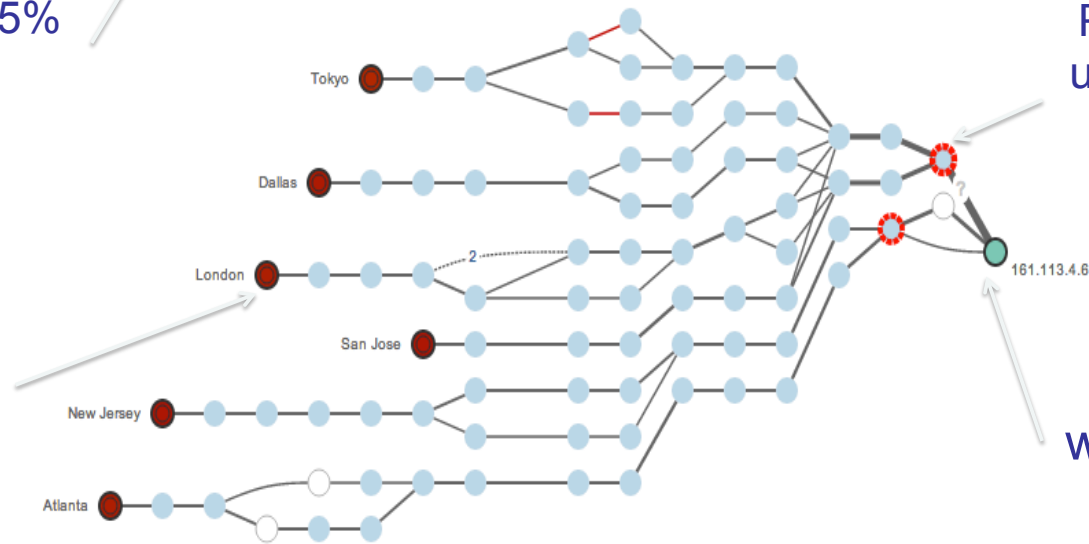 5%
Tokyo
Dallas
?
2
London
161.113.4.6
San Jose
New Jersey
Atlanta